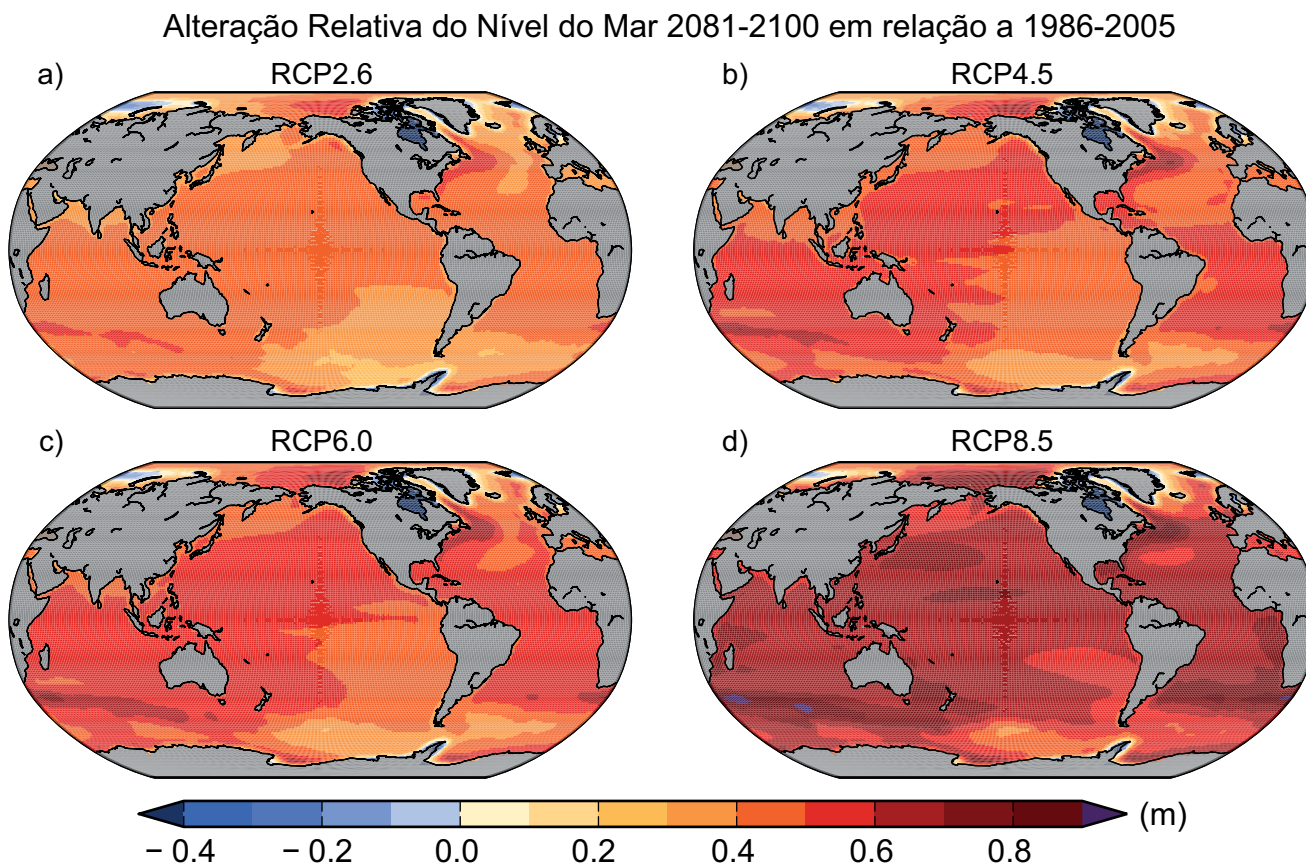 Alteração Relativa do Nível do Mar 2081-2100 em relação a 1986-2005
a) RCP2.6
b) RCP4.5
c) RCP6.0
d) RCP8.5
− 0.4 − 0.2 0.0 0.2 0.4 0.6 0.8 (m)